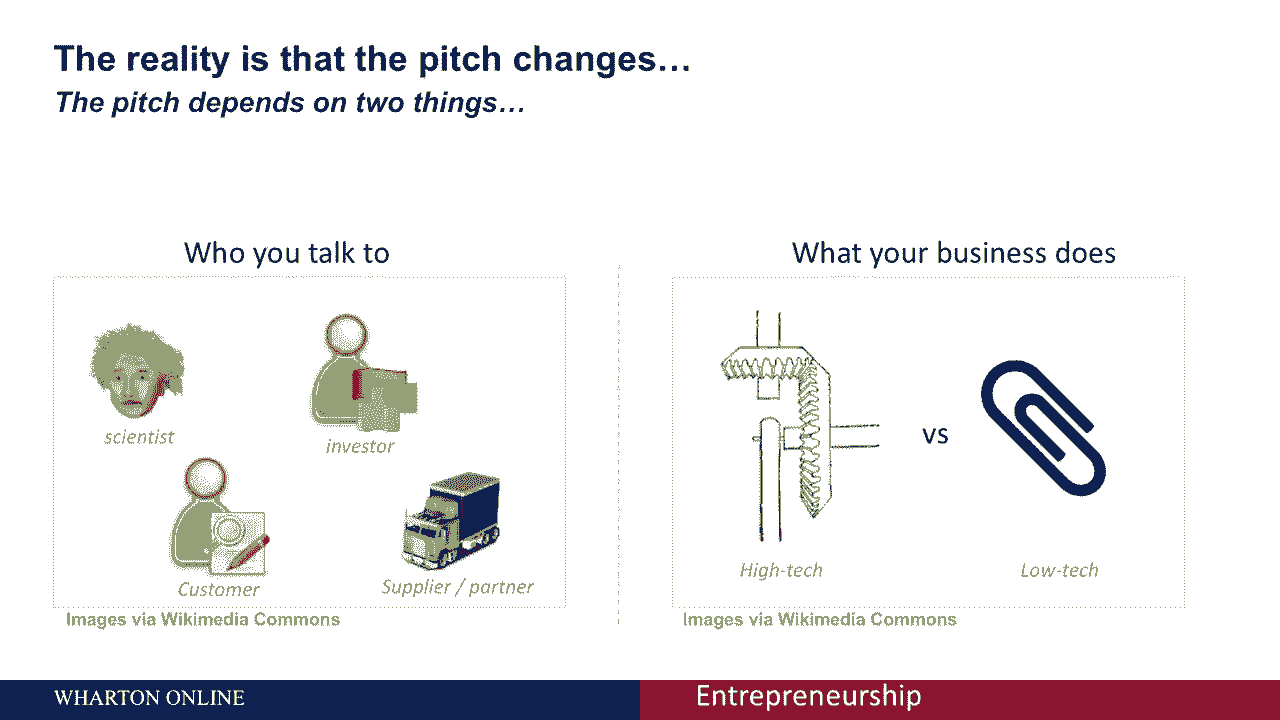 The reality is that the pitch changes…
The pitch depends on two things…
Who you talk to
scientist
investor
Customer
Supplier / partner
Images via Wikimedia Commons
What your business does
vs
High-tech
Low-tech
Images via Wikimedia Commons
WHARTON ONLINE
Entrepreneurship